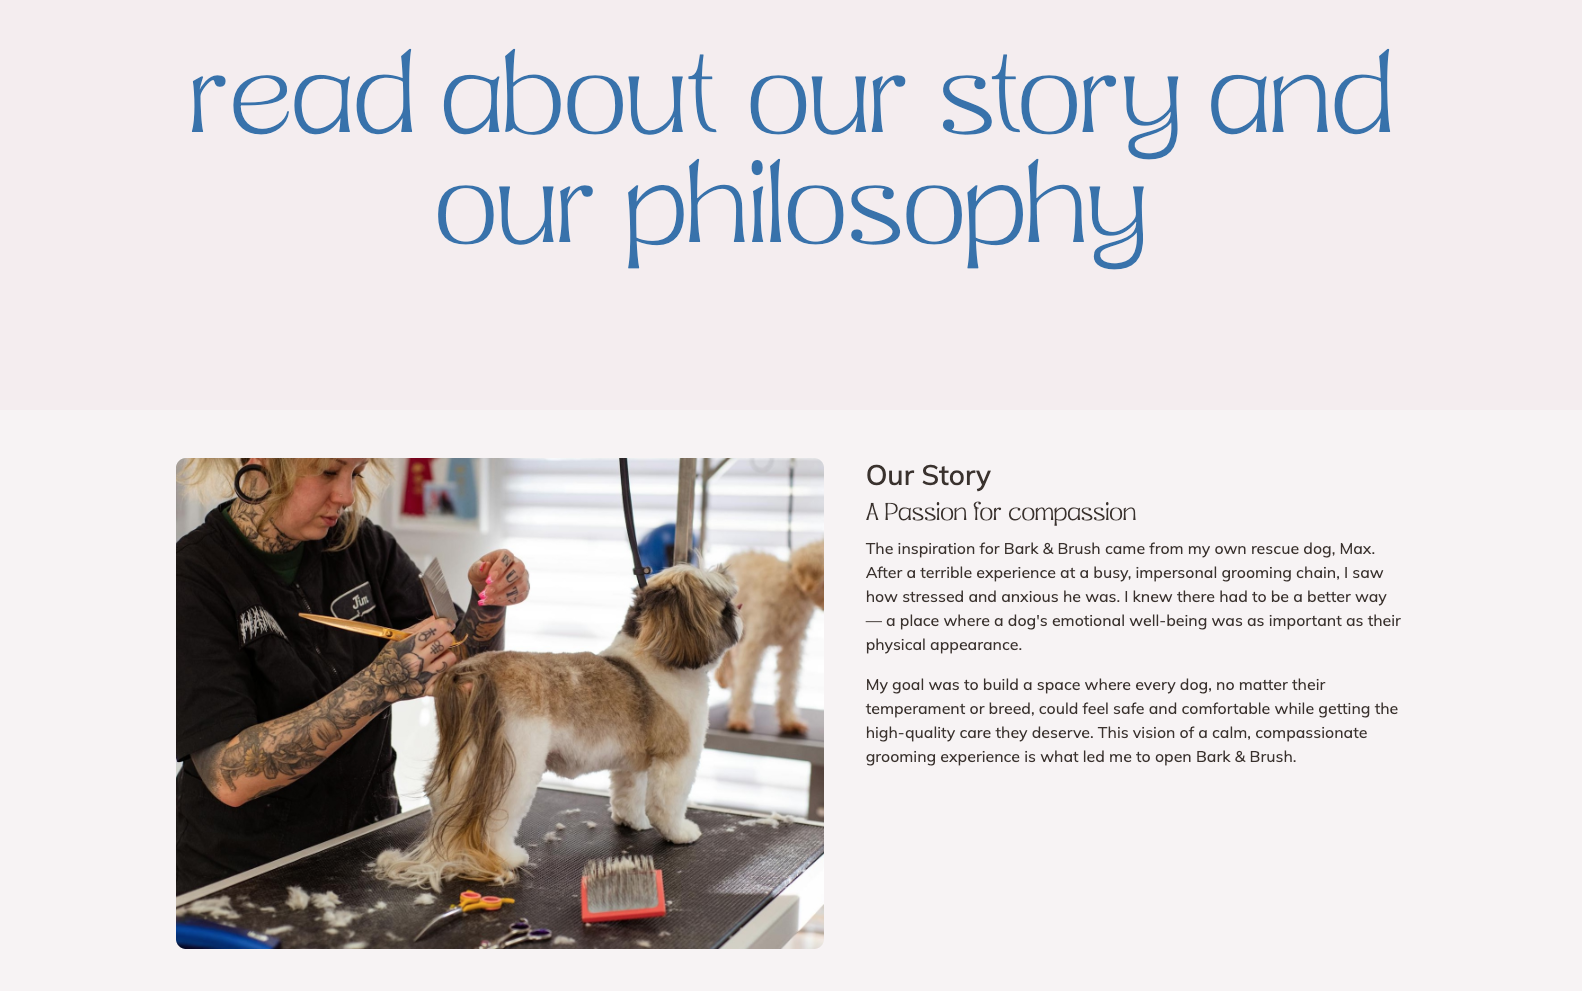 read about our story and
our philosophy
Our Story
A Passion for compassion
The inspiration for Bark & Brush came from my own rescue dog, Max.
After a terrible experience at a busy, impersonal grooming chain, I saw
how stressed and anxious he was. I knew there had to be a better way
— a place where a dog's emotional well-being was as important as their
physical appearance.
My goal was to build a space where every dog, no matter their
temperament or breed, could feel safe and comfortable while getting the
high-quality care they deserve. This vision of a calm, compassionate
grooming experience is what led me to open Bark & Brush.
Jim